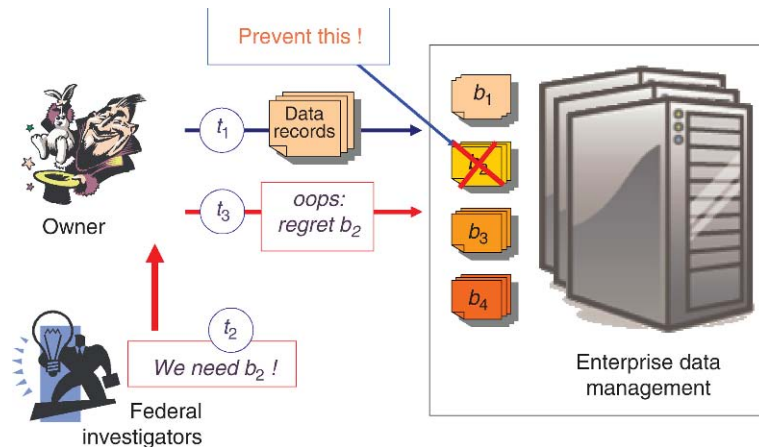 Prevent this !
t1
Data
records
b1
b2
t3
oops:
regret b2
b3
b4
Owner
t2
We need b2 !
Federal
investigators
Enterprise data
management